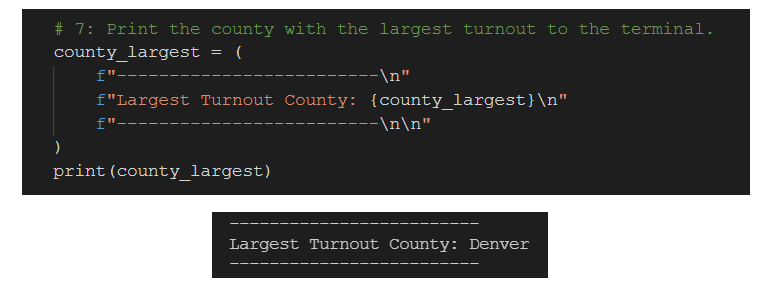 # 7: Print the county with the largest turnout to the terminal.
county_largest = (
    f"-------------------------\n"
    f"Largest Turnout County: {county_largest}\n"
    f"-------------------------\n\n"
)
print(county_largest)
-------------------------
Largest Turnout County: Denver
-------------------------